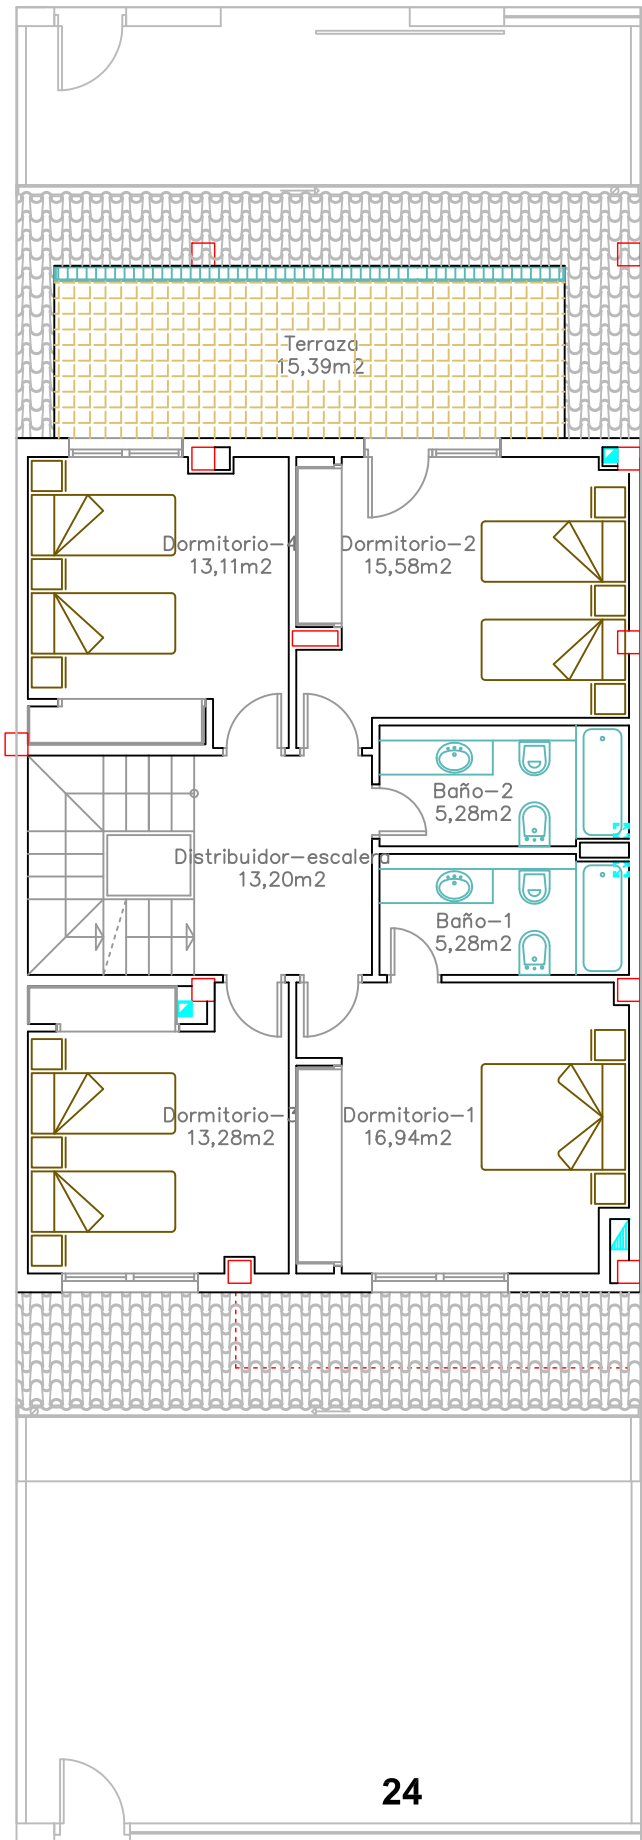 Terraza
15,39m2
Dormitorio-4
13,11m2
Dormitorio-2
15,58m2
Baño-2
5,28m2
Distribuidor-escalera
13,20m2
Baño-1
5,28m2
Dormitorio-3
13,28m2
Dormitorio-1
16,94m2
24